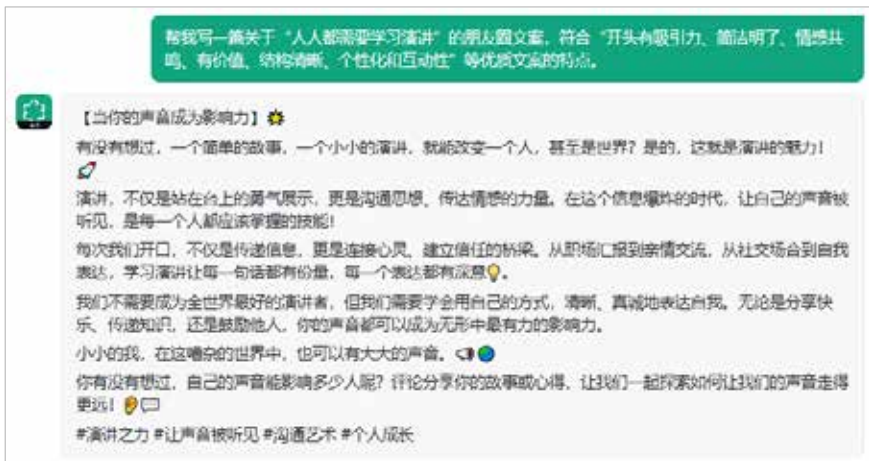 帮我写一篇关于“人人都需要学习演讲”的朋友圈文案，符合“开头有吸引力、简洁明了、情感共
鸣、有价值、结构清晰、个性化和互动性”等优质文案的特点。
【当你的声音成为影响力】
有没有想过，一个简单的故事，一个小小的演讲，就能改变一个人，甚至是世界？是的，这就是演讲的魅力！
演讲，不仅是站在台上的勇气展示，更是沟通思想、传达情感的力量。在这个信息爆炸的时代，让自己的声音被
听见，是每一个人都应该掌握的技能！
每次我们开口，不仅是传递信息，更是连接心灵、建立信任的桥梁。从职场汇报到亲情交流，从社交场合到自我
表达，学习演讲让每一句话都有份量，每一个表达都有深意💡。
我们不需要成为全世界最好的演讲者，但我们需要学会用自己的方式，清晰、真诚地表达自我。无论是分享快
乐、传递知识，还是鼓励他人，你的声音都可以成为无形中最有力的影响力。
小小的我，在这嘈杂的世界中，也可以有大大的声音。
你有没有想过，自己的声音能影响多少人呢？评论分享你的故事或心得，让我们一起探索如何让我们的声音走得
更远！
#演讲之力 #让声音被听见 #沟通艺术 #个人成长